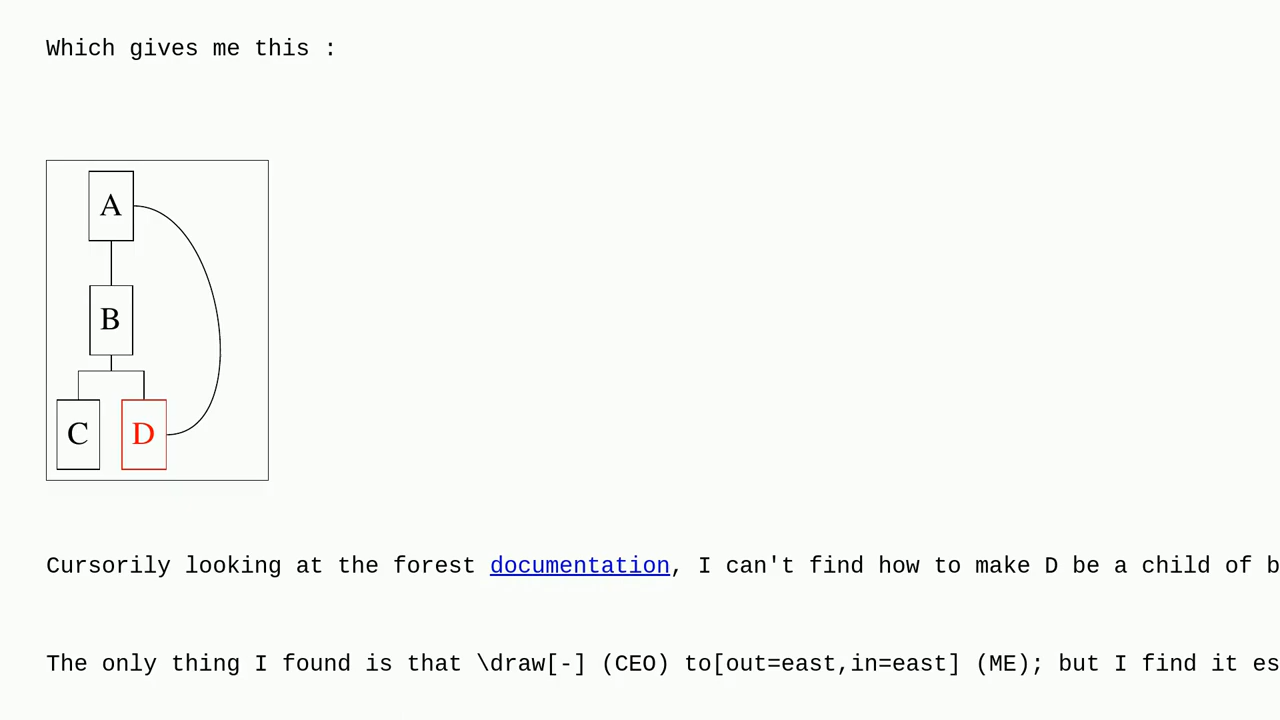 Which gives me this :
A
B
C D
Cursorily looking at the forest documentation, I can't find how to make D be a child of b
The only thing I found is that \draw[-] (CEO) to[out=east,in=east] (ME); but I find it es